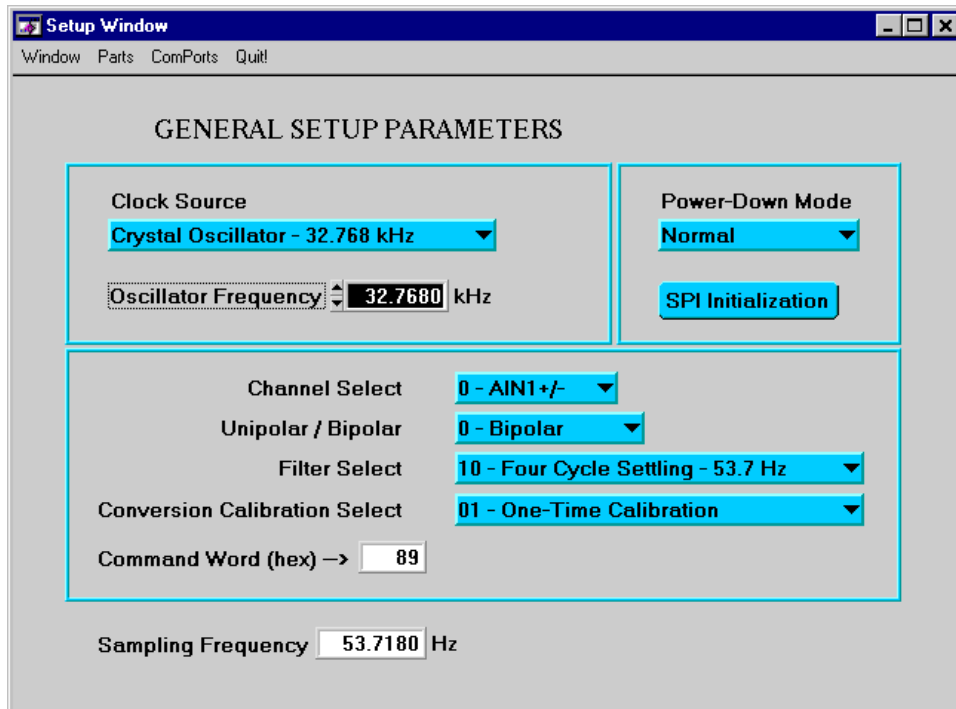 Setup Window
Window Parts ComPorts Quit!
GENERAL SETUP PARAMETERS
Clock Source
Crystal Oscillator - 32.768 kHz
Oscillator Frequency 32.7680 kHz
Power-Down Mode
Normal
SPI Initialization
Channel Select 0 - AIN1+/-
Unipolar / Bipolar 0 - Bipolar
Filter Select 10 - Four Cycle Settling - 53.7 Hz
Conversion Calibration Select 01 - One-Time Calibration
Command Word (hex) —> 89
Sampling Frequency 53.7180 Hz